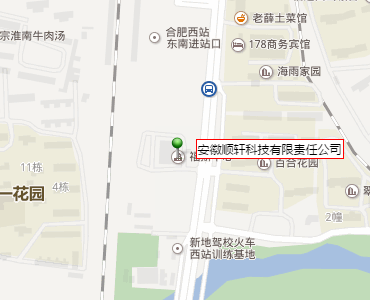 老薛土菜馆
合肥西站
东南进站口
宗淮南牛肉汤
178商务宾馆
海雨家园
安徽顺轩科技有限责任公司
百合花园
11栋
4栋
一花园
翠
2幢
新地驾校火车
西站训练基地